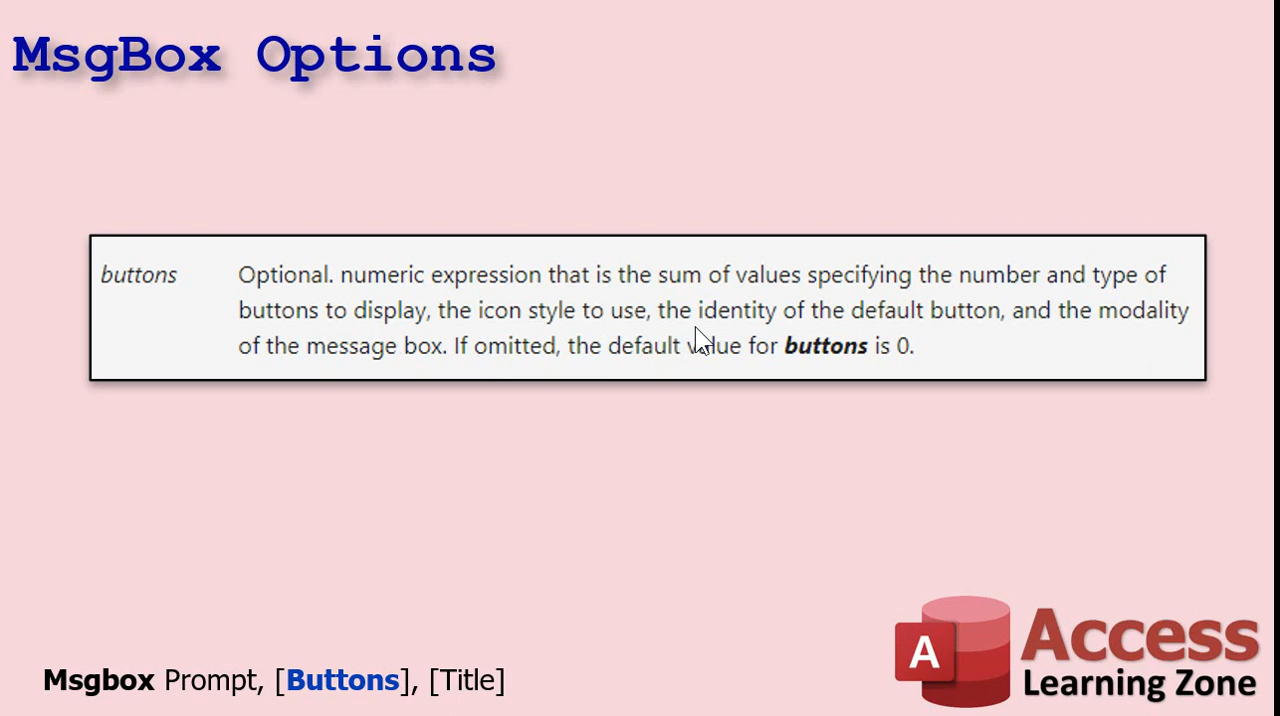 MsgBox Options
buttons Optional. numeric expression that is the sum of values specifying the number and type of
buttons to display, the icon style to use, the identity of the default button, and the modality
of the message box. If omitted, the default value for buttons is 0.
A Access
Learning Zone
Msgbox Prompt, [Buttons], [Title]